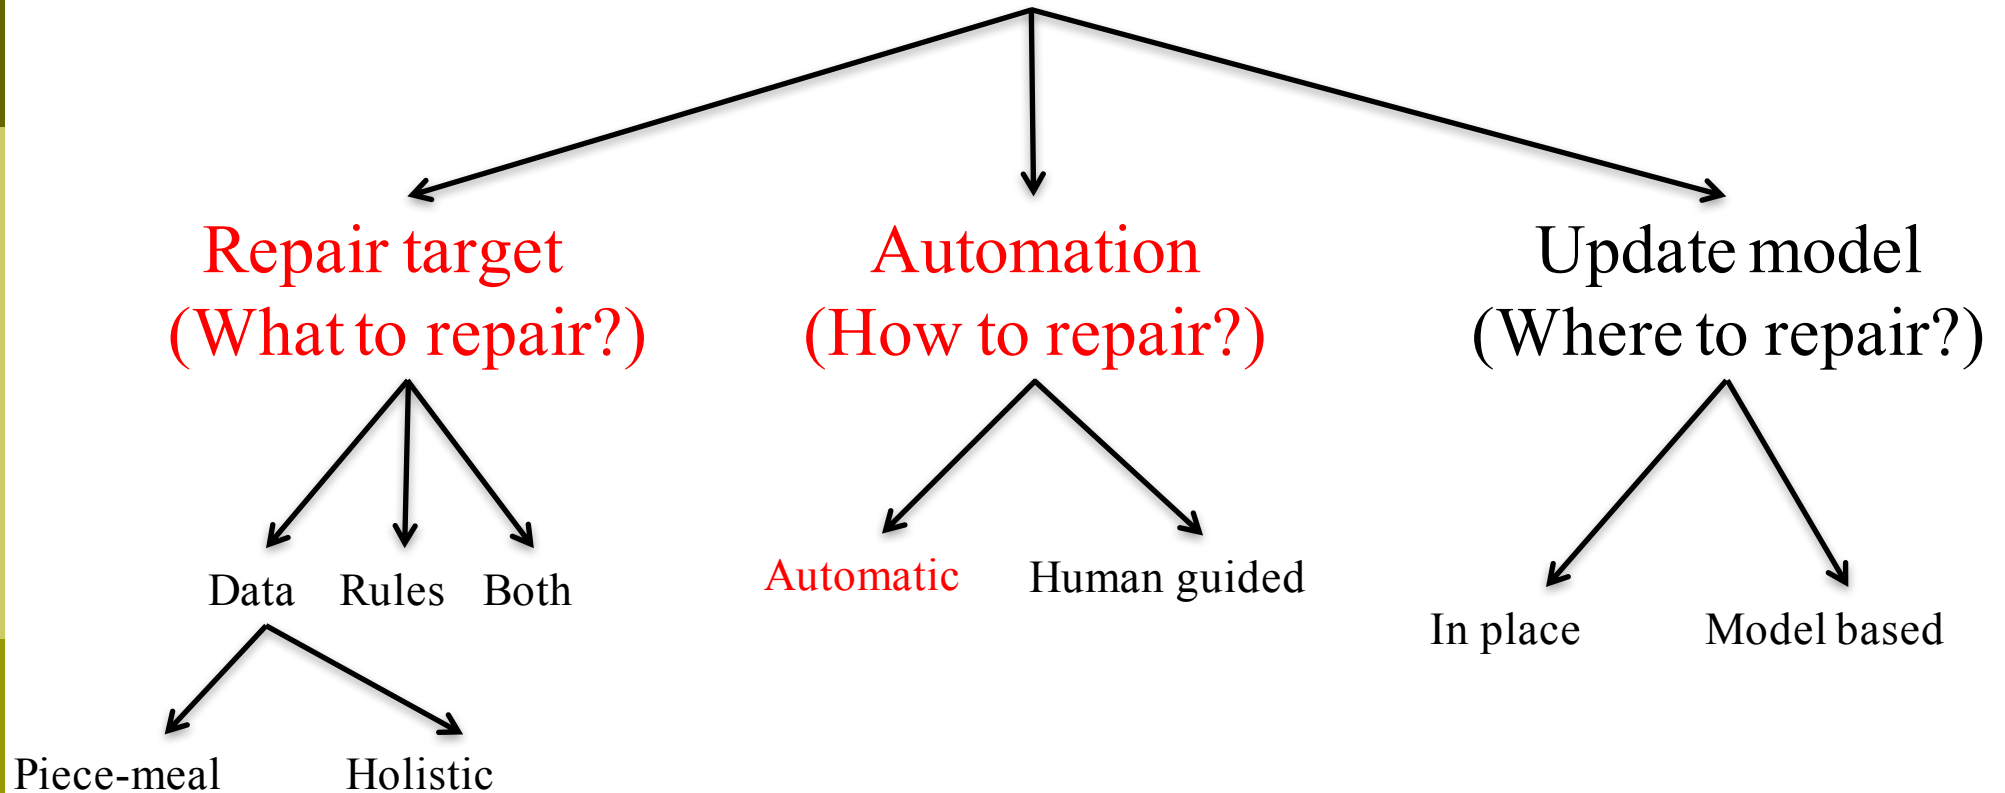 Repair target
(What to repair?)
Automation
(How to repair?)
Update model
(Where to repair?)
Data
Rules
Both
Automatic
Human guided
In place
Model based
Piece-meal
Holistic